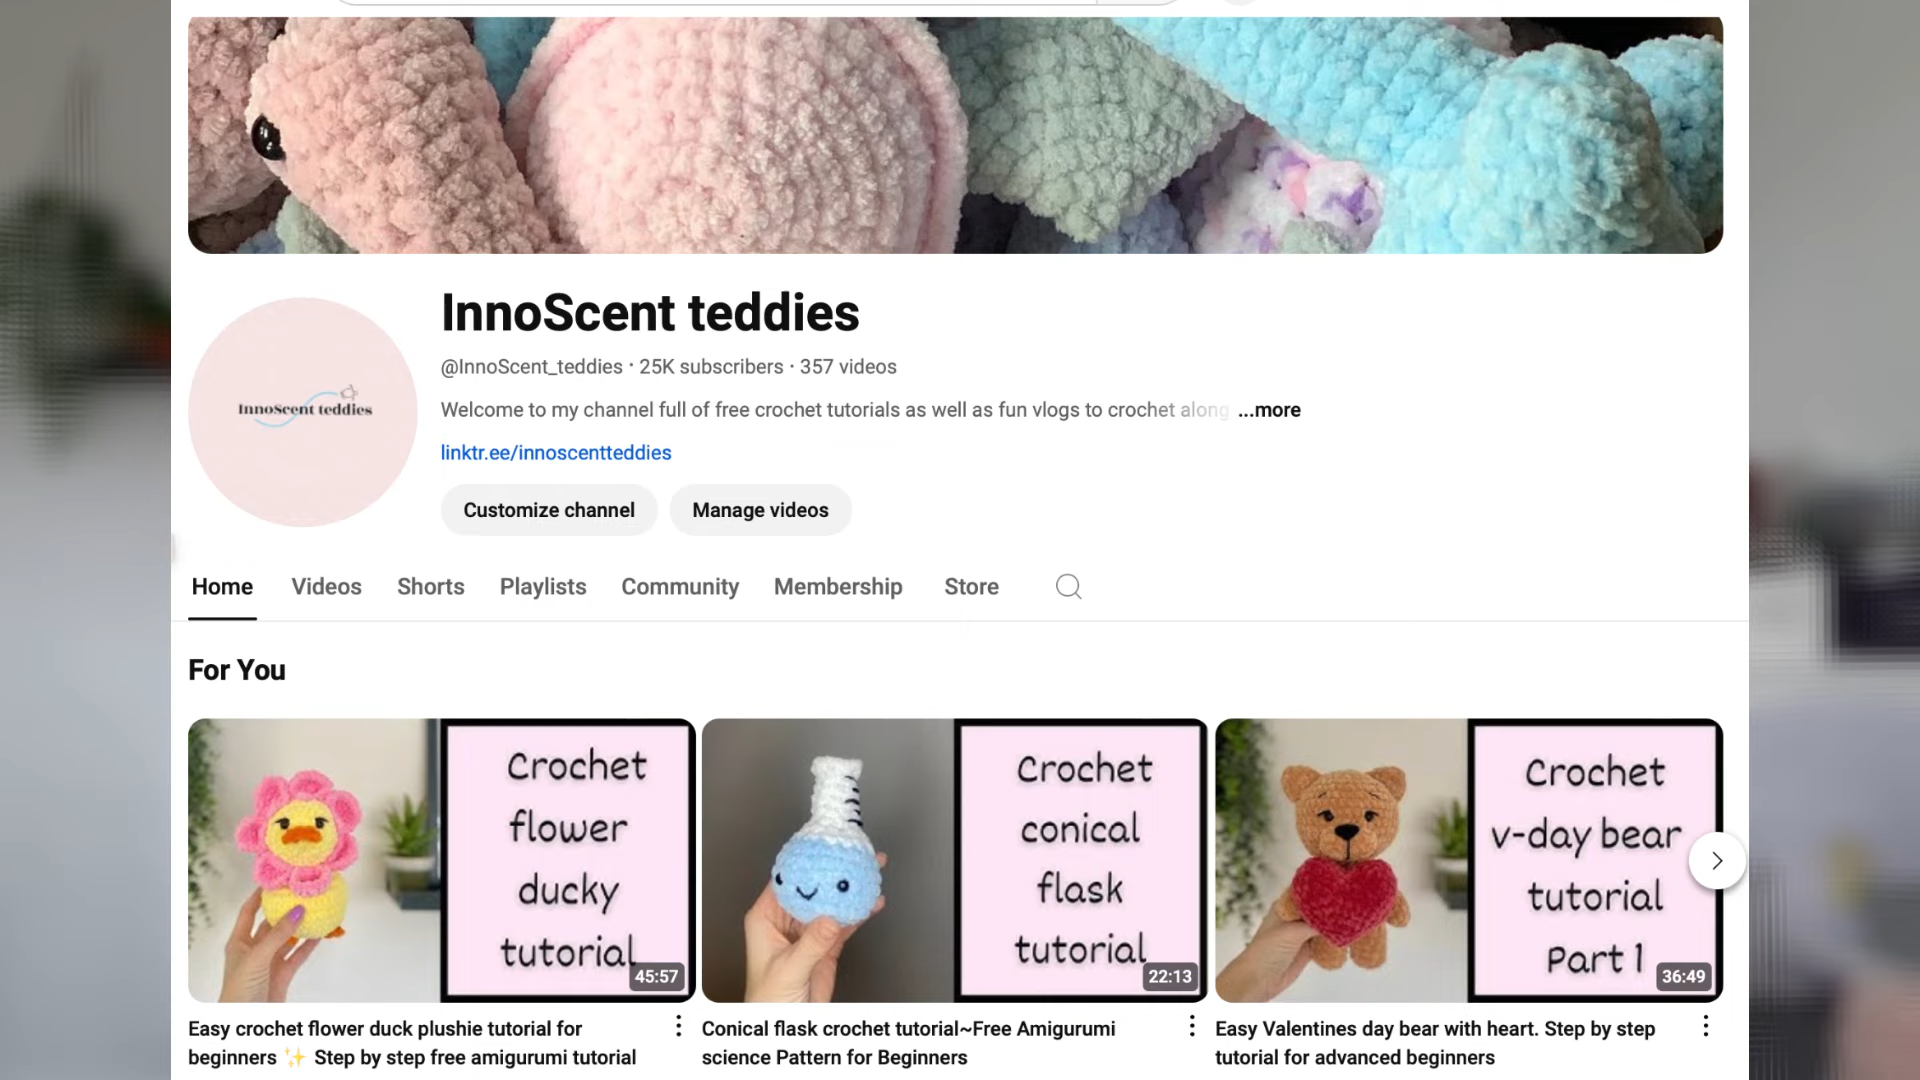 InnoScent teddies
InnoScent teddies
@InnoScent_teddies · 25K subscribers · 357 videos
Welcome to my channel full of free crochet tutorials as well as fun vlogs to crochet along ...more
linktr.ee/innoscentteddies
Customize channel Manage videos
Home Videos Shorts Playlists Community Membership Store
For You
Crochet
flower
ducky
tutorial
45:57
Crochet
conical
flask
tutorial
22:13
Crochet
v-day bear
tutorial
Part 1
36:49
Easy crochet flower duck plushie tutorial for
beginners ✨ Step by step free amigurumi tutorial
Conical flask crochet tutorial~Free Amigurumi
science Pattern for Beginners
Easy Valentines day bear with heart. Step by step
tutorial for advanced beginners